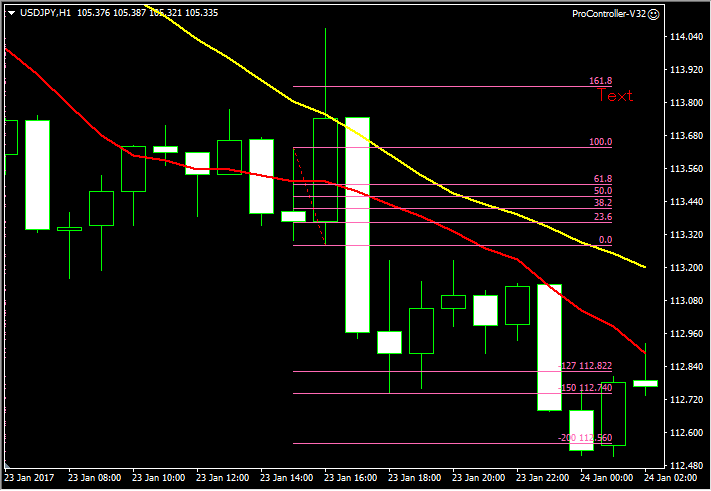 USDJPY,H1 105.376 105.387 105.321 105.335
ProController-V32
114.040
113.920
161.8
Text
113.800
113.680
100.0
113.560
61.8
50.0
113.440
38.2
23.6
113.320
0.0
113.200
113.080
112.960
112.840
-127 112.822
-150 112.740
112.720
112.600
-200 112.560
112.480
23 Jan 2017
23 Jan 08:00
23 Jan 10:00
23 Jan 12:00
23 Jan 14:00
23 Jan 16:00
23 Jan 18:00
23 Jan 20:00
23 Jan 22:00
24 Jan 00:00
24 Jan 02:00